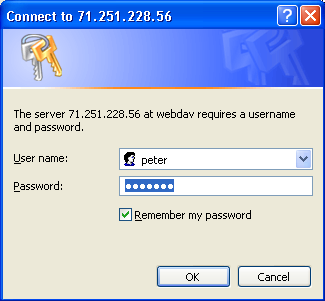 Connect to 71.251.228.56
The server 71.251.228.56 at webdav requires a username
and password.
User name:
peter
Password:
●●●●●●●
Remember my password
OK
Cancel